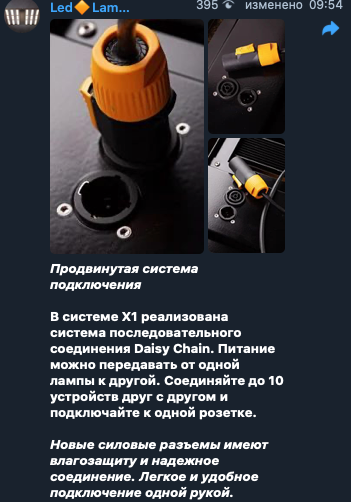 Led🔶Lam... 395 изменено 09:54
Продвинутая система
подключения
В системе X1 реализована
система последовательного
соединения Daisy Chain. Питание
можно передавать от одной
лампы к другой. Соединяйте до 10
устройств друг с другом и
подключайте к одной розетке.
Новые силовые разъемы имеют
влагозащиту и надежное
соединение. Легкое и удобное
подключение одной рукой.